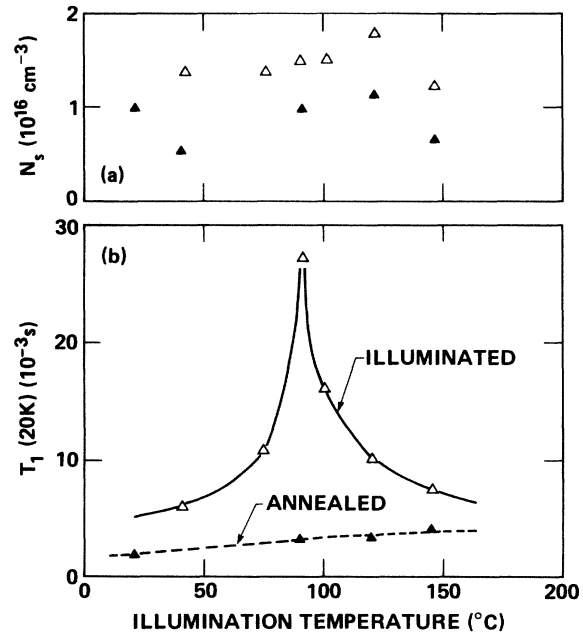 2
1
0
N_s (10^16 cm^-3)
(a)
30
20
10
0
T_1 (20K) (10^-3 s)
(b)
ILLUMINATED
ANNEALED
0 50 100 150 200
ILLUMINATION TEMPERATURE (°C)